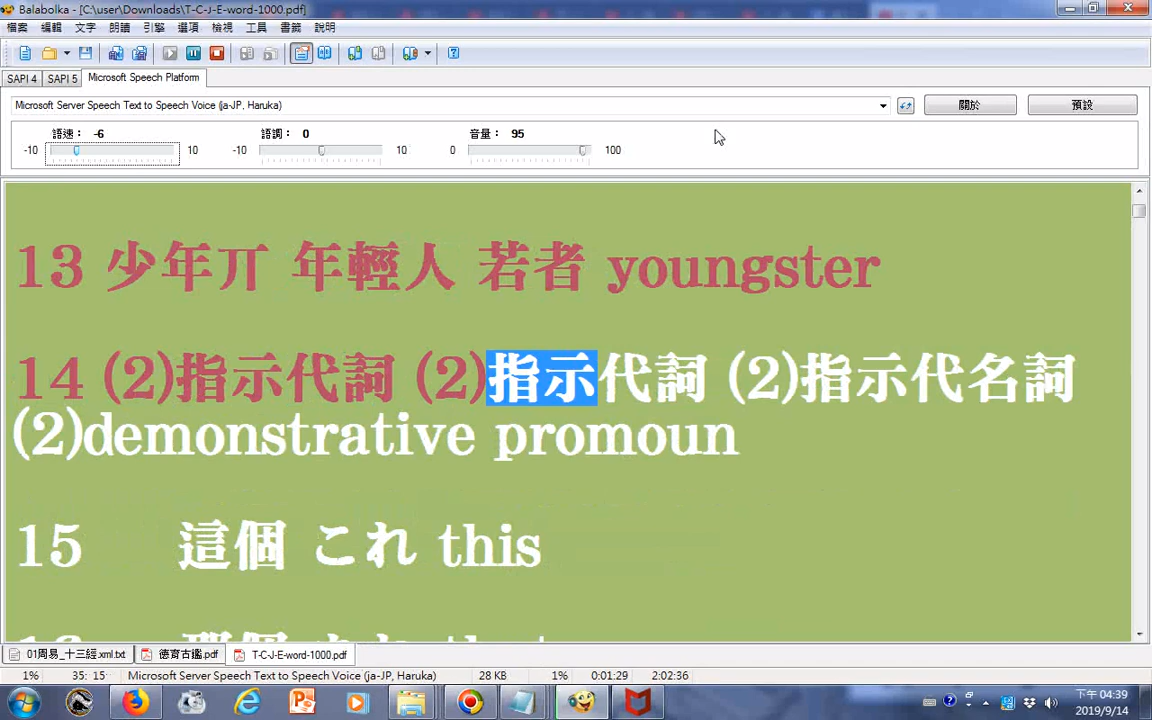 Balabolka - [C:\user\Downloads\T-C-J-E-word-1000.pdf]
檔案 編輯 文字 朗讀 引擎 選項 檢視 工具 書籤 說明
SAPI 4 SAPI 5 Microsoft Speech Platform
Microsoft Server Speech Text to Speech Voice (ja-JP, Haruka) 關於 預設
語速： -6 語調： 0 音量： 95
-10 10 -10 10 0 100
13 少年丌 年輕人 若者 youngster
14 (2)指示代詞 (2)指示代詞 (2)指示代名詞
(2)demonstrative promoun
15 這個 これ this
01周易_十三經.xml.txt 德育古鑑.pdf T-C-J-E-word-1000.pdf
1% 35: 15: Microsoft Server Speech Text to Speech Voice (ja-JP, Haruka) 28 KB 1% 0:01:29 2:02:36
下午 04:39
2019/9/14